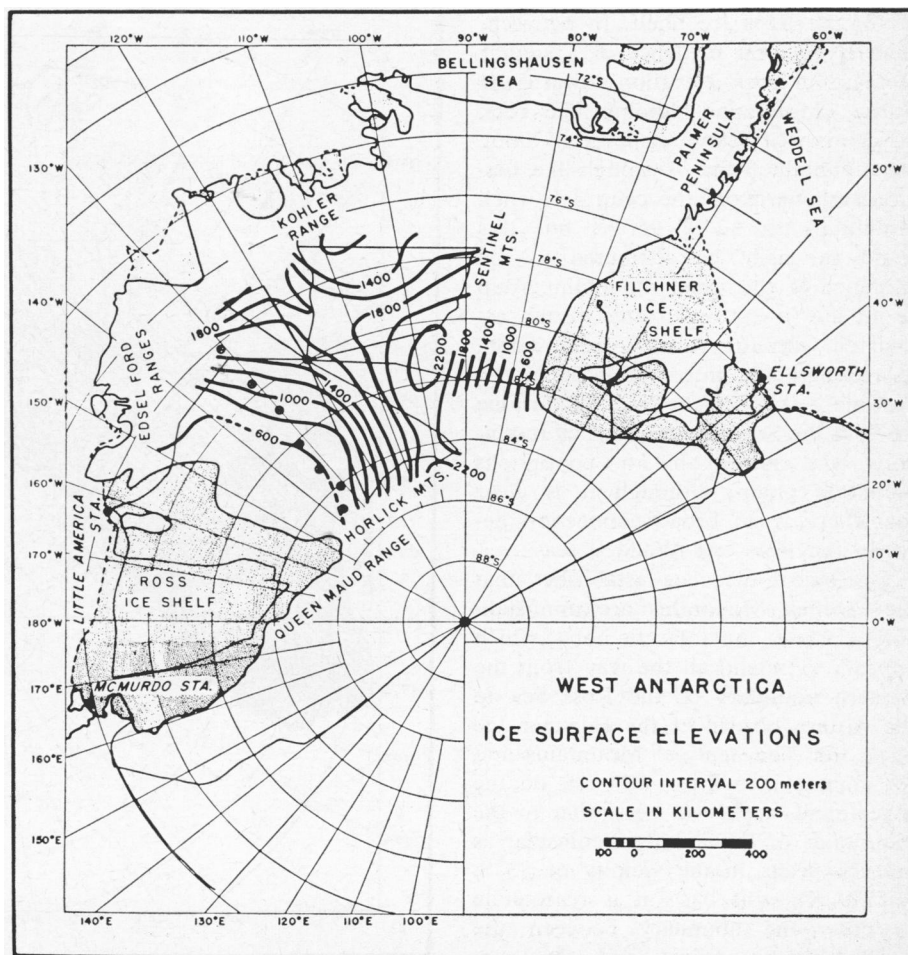 120°W
110°W
100°W
90°W
80°W
70°W
60°W
BELLINGSHAUSEN
SEA
72°S
74°S
76°S
78°S
80°S
82°S
84°S
86°S
88°S
130°W
140°W
150°W
160°W
170°W
180°W
170°E
160°E
150°E
140°E
130°E
120°E
110°E
100°E
50°W
40°W
30°W
20°W
10°W
0°W
PALMER
PENINSULA
WEDDELL SEA
KOHLER
RANGE
SENTINEL
MTS.
FILCHNER
ICE
SHELF
ELLSWORTH
STA.
EDSEL FORD
RANGES
1400
1800
1800
1000
1400
600
2200
1800
1400
1000
600
2200
HORLICK MTS.
QUEEN MAUD RANGE
LITTLE AMERICA
STA.
ROSS
ICE SHELF
MCMURDO STA.
WEST ANTARCTICA
ICE SURFACE ELEVATIONS
CONTOUR INTERVAL 200 meters
SCALE IN KILOMETERS
100 0 200 400